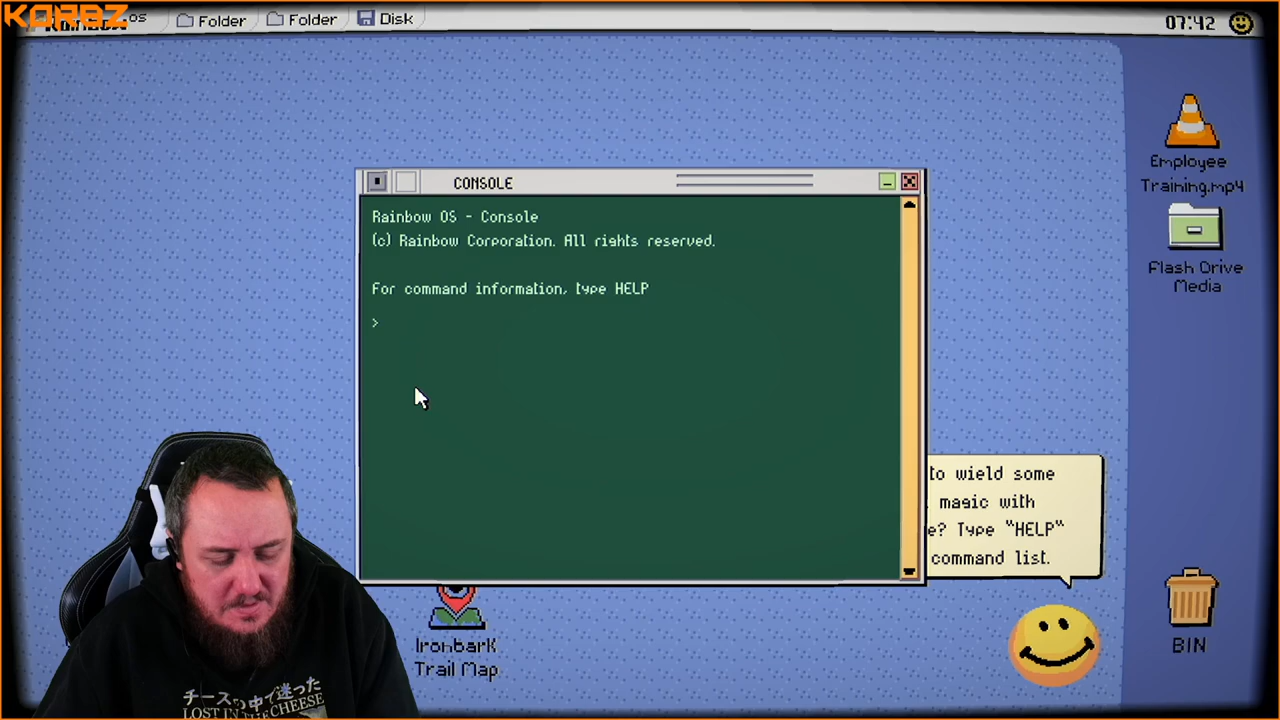 KORBZ
OS
Folder
Folder
Disk
07:42
Employee
Training.mp4
Flash Drive
Media
CONSOLE
Rainbow OS - Console
(c) Rainbow Corporation. All rights reserved.
For command information, type HELP
>
to wield some
magic with
e? Type "HELP"
command list.
Ironbark
Trail Map
BIN
チーズの中で迷った
LOST IN THE CHEESE